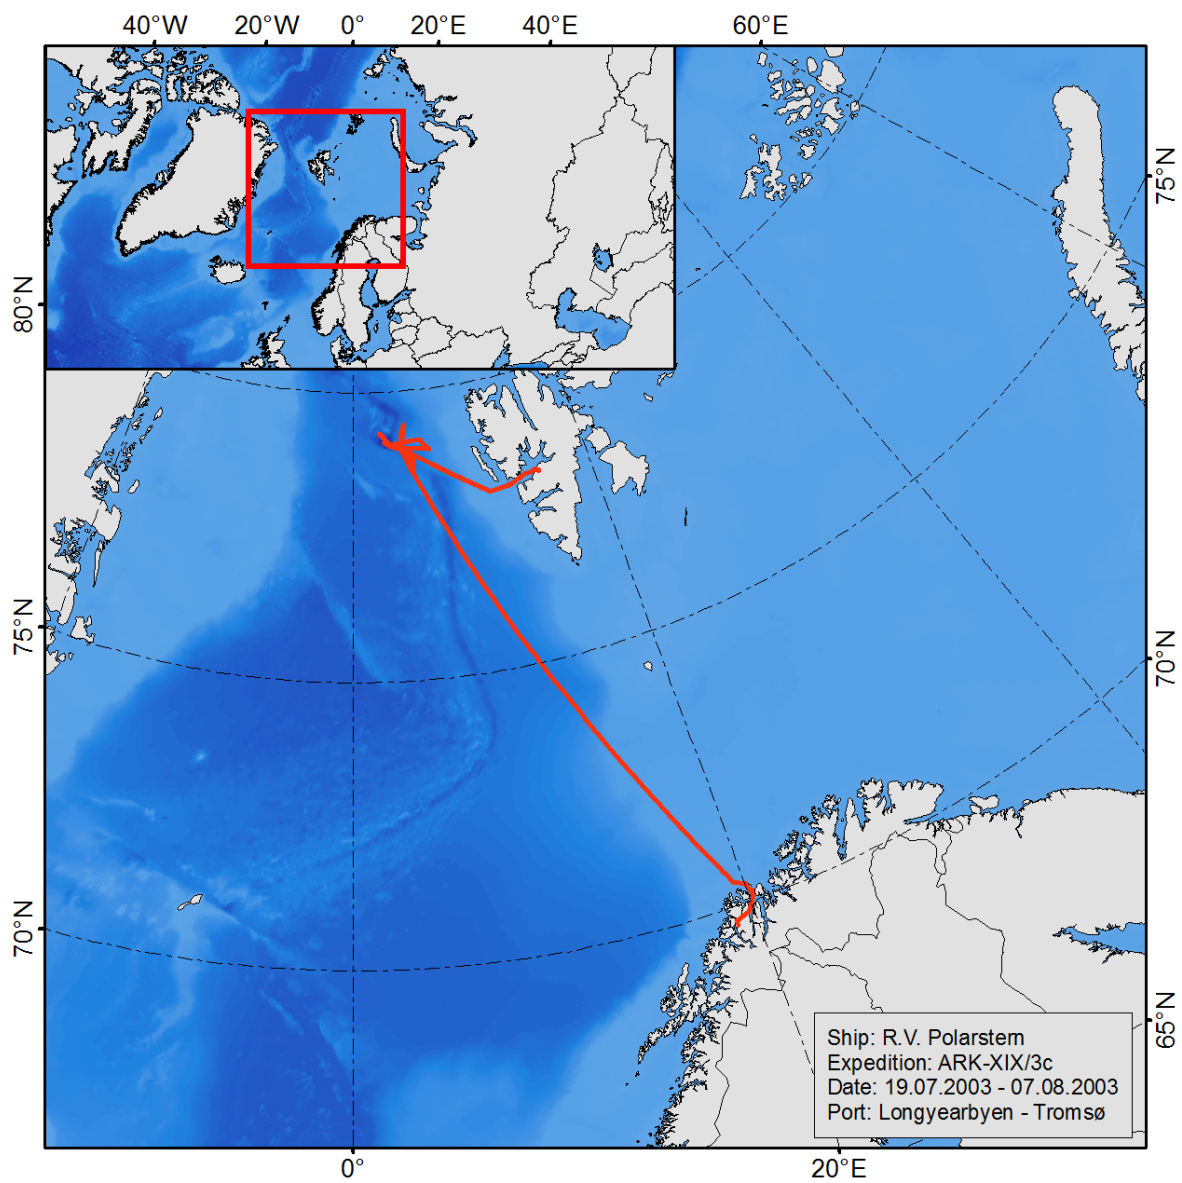 40°W 20°W 0° 20°E 40°E 60°E
75°N
80°N
75°N
70°N
70°N
65°N
Ship: R.V. Polarstern
Expedition: ARK-XIX/3c
Date: 19.07.2003 - 07.08.2003
Port: Longyearbyen - Tromsø
0° 20°E